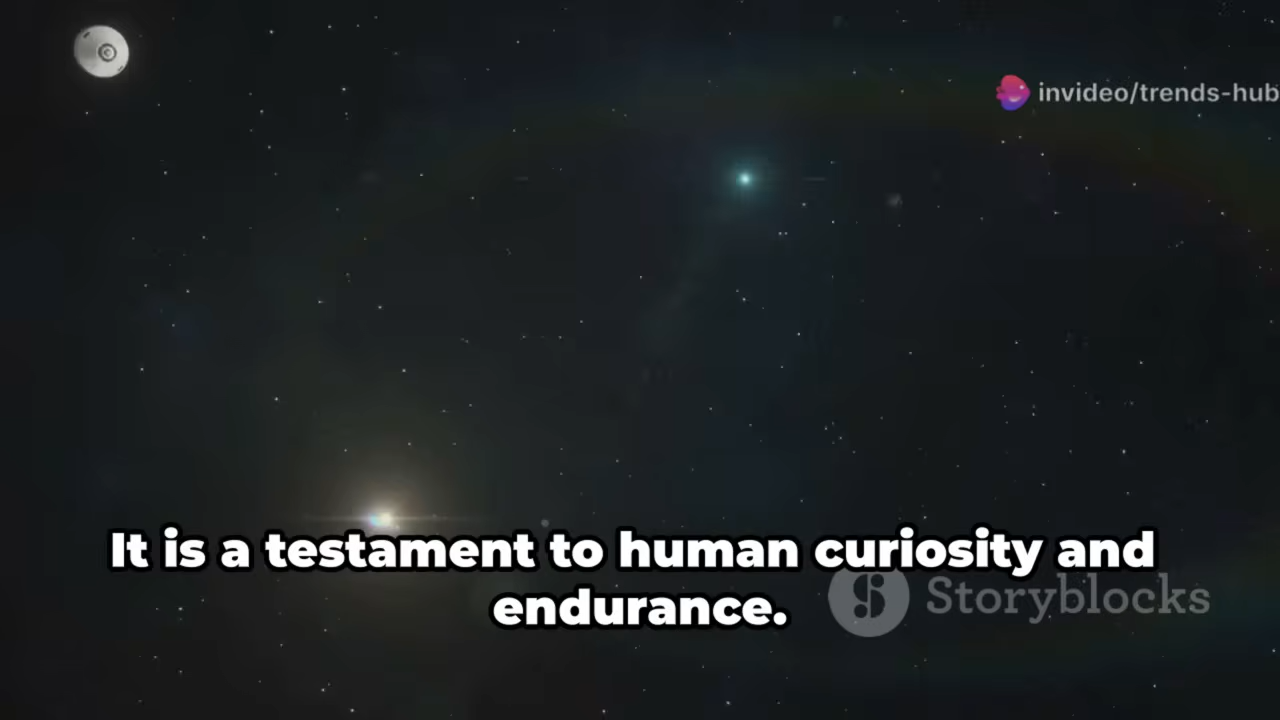 invideo/trends-hub
It is a testament to human curiosity and
endurance.
Storyblocks